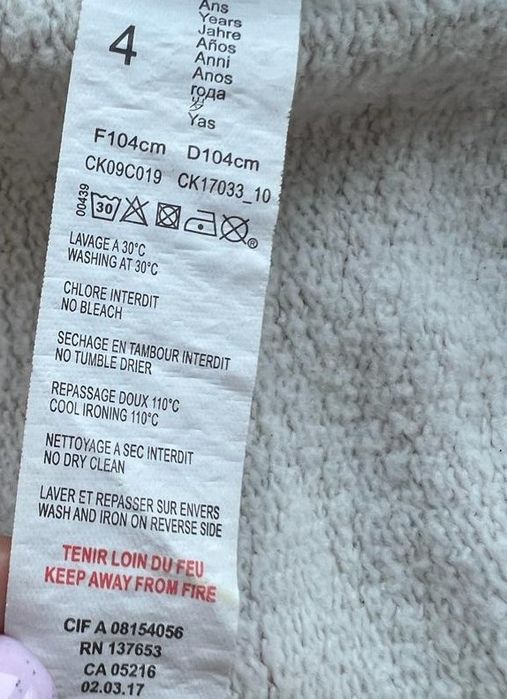 4
Ans
Years
Jahre
Años
Anni
Anos
года
岁
Yas
F104cm D104cm
CK09C019 CK17033_10
00439
30
®
LAVAGE A 30°C
WASHING AT 30°C
CHLORE INTERDIT
NO BLEACH
SECHAGE EN TAMBOUR INTERDIT
NO TUMBLE DRIER
REPASSAGE DOUX 110°C
COOL IRONING 110°C
NETTOYAGE A SEC INTERDIT
NO DRY CLEAN
LAVER ET REPASSER SUR ENVERS
WASH AND IRON ON REVERSE SIDE
TENIR LOIN DU FEU
KEEP AWAY FROM FIRE
CIF A 08154056
RN 137653
CA 05216
02.03.17